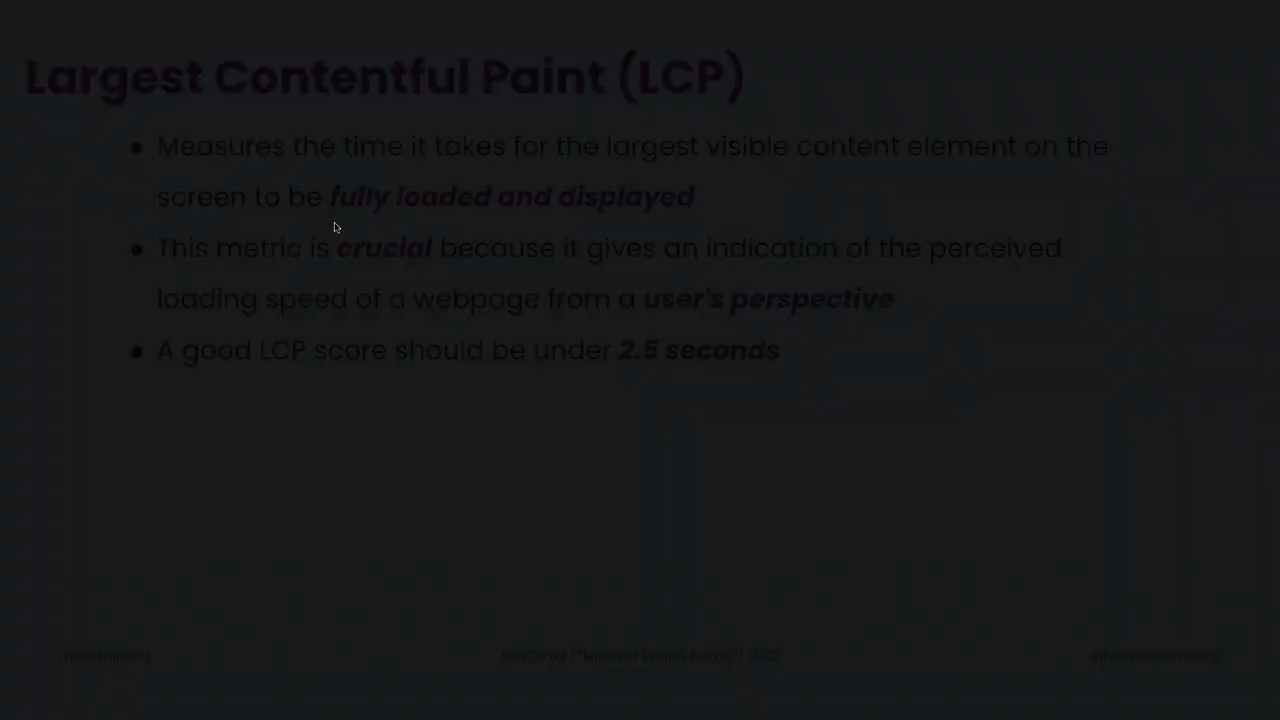 Largest Contentful Paint (LCP)
• Measures the time it takes for the largest visible content element on the
screen to be fully loaded and displayed
• This metric is crucial because it gives an indication of the perceived
loading speed of a webpage from a user's perspective
• A good LCP score should be under 2.5 seconds